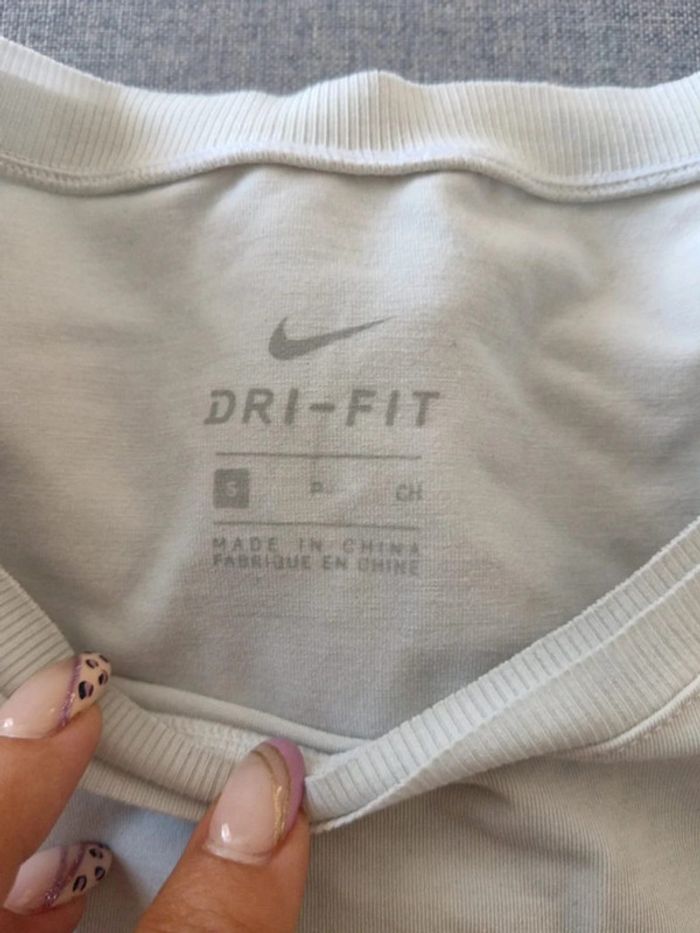 DRI-FIT
S P CH
MADE IN CHINA
FABRIQUE EN CHINE